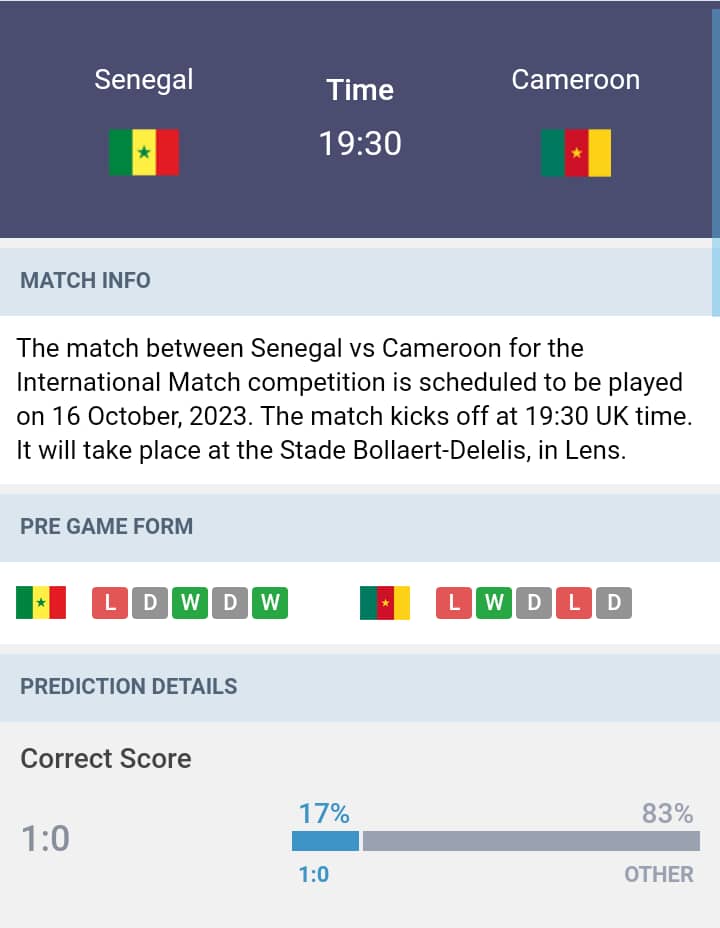 Senegal
Time
Cameroon
19:30
MATCH INFO
The match between Senegal vs Cameroon for the
International Match competition is scheduled to be played
on 16 October, 2023. The match kicks off at 19:30 UK time.
It will take place at the Stade Bollaert-Delelis, in Lens.
PRE GAME FORM
L D W D W L W D L D
PREDICTION DETAILS
Correct Score
17% 83%
1:0
1:0 OTHER